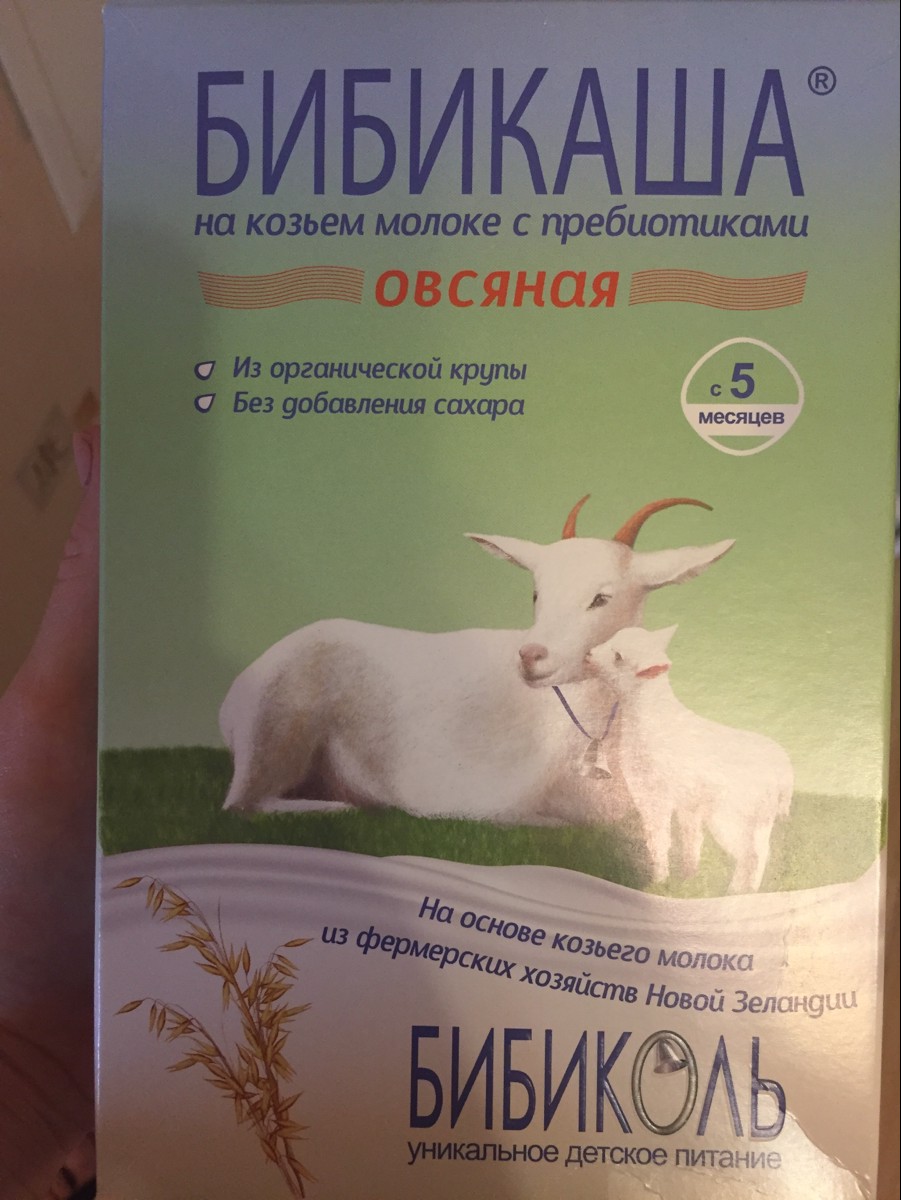 БИБИКАША®
на козьем молоке с пребиотиками
овсяная
Из органической крупы
Без добавления сахара
с 5
месяцев
На основе козьего молока
из фермерских хозяйств Новой Зеландии
БИБИКОЛЬ
уникальное детское питание